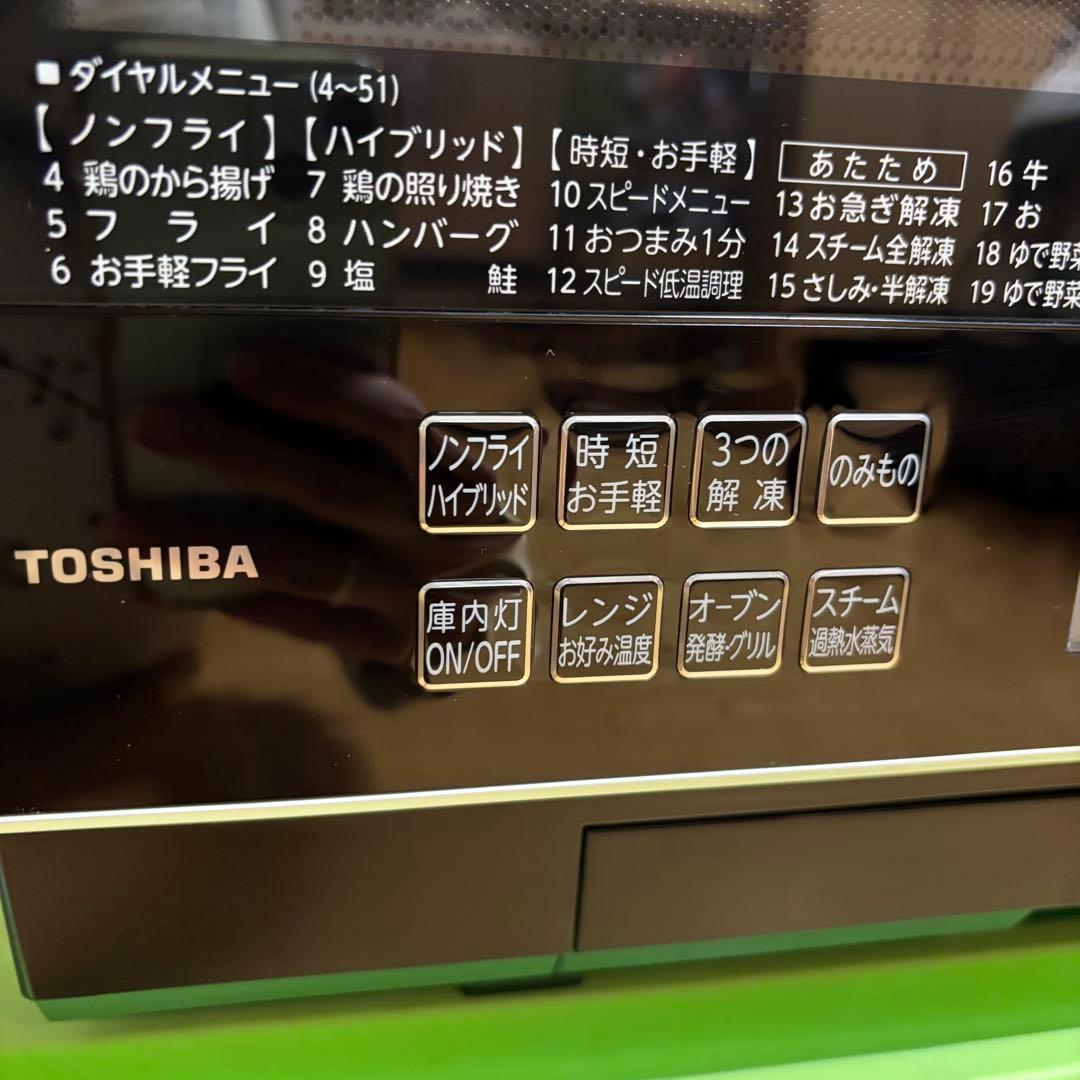 ■ ダイヤルメニュー (4〜51)
【ノンフライ】
4 鶏のから揚げ
5 フライ
6 お手軽フライ
【ハイブリッド】
7 鶏の照り焼き
8 ハンバーグ
9 塩鮭
【時短・お手軽】
10 スピードメニュー
11 おつまみ1分
12 スピード低温調理
あたため
13 お急ぎ解凍
14 スチーム全解凍
15 さしみ・半解凍
16 牛
17 お
18 ゆで野菜
19 ゆで野菜
ノンフライ
ハイブリッド
時短
お手軽
3つの
解凍
のみもの
TOSHIBA
庫内灯
ON/OFF
レンジ
お好み温度
オーブン
発酵・グリル
スチーム
過熱水蒸気